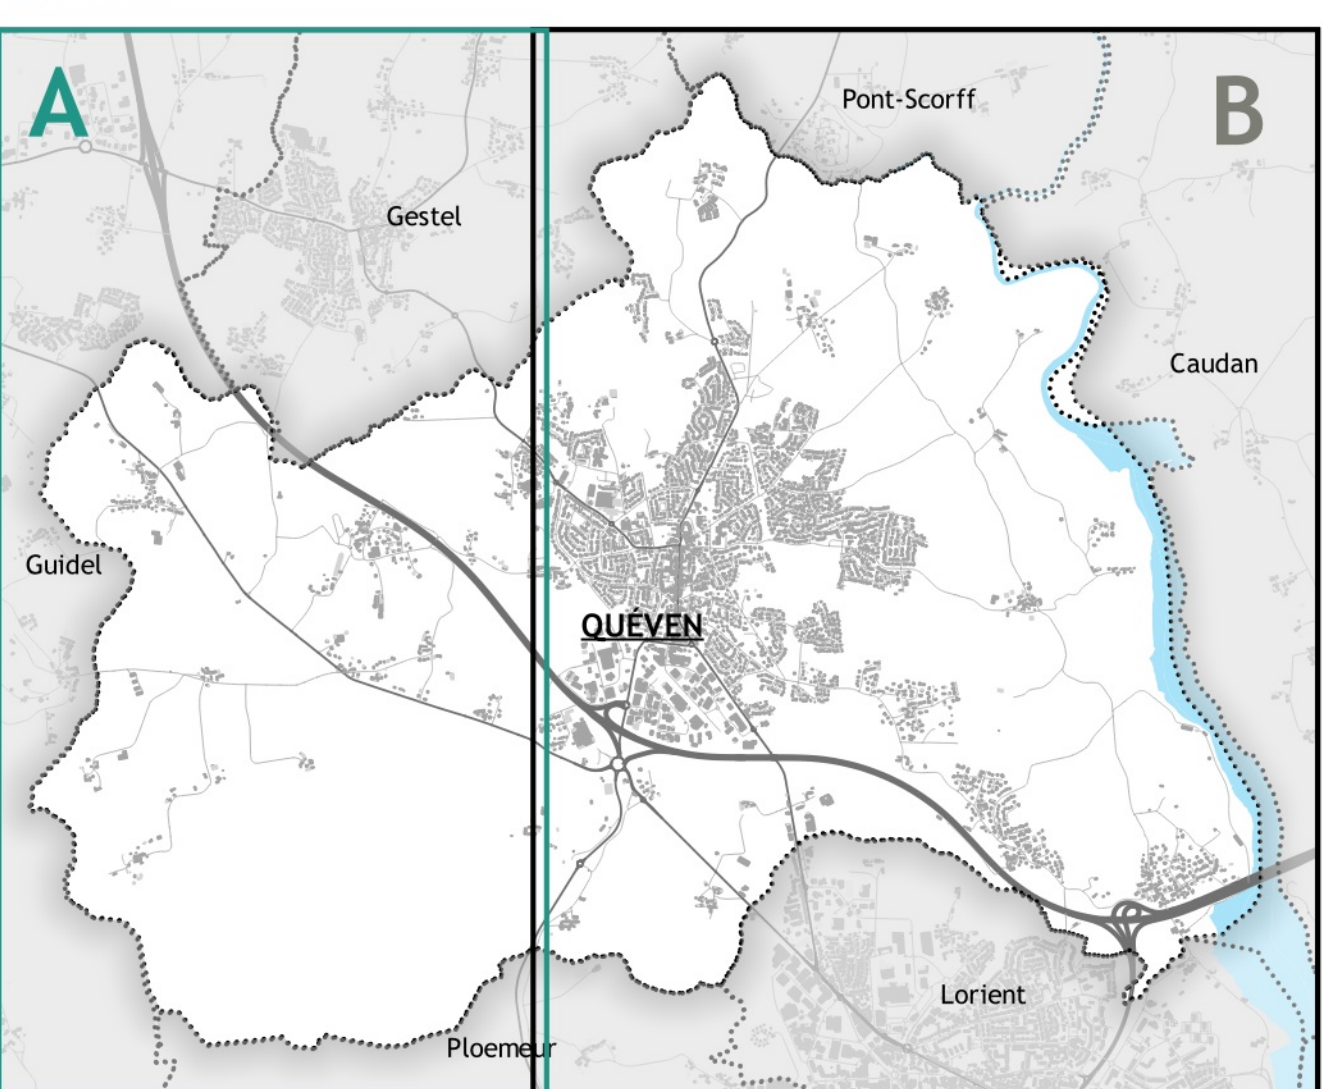 A
Pont-Scorff
B
Gestel
Caudan
Guidel
QUÉVEN
Lorient
Ploemeur